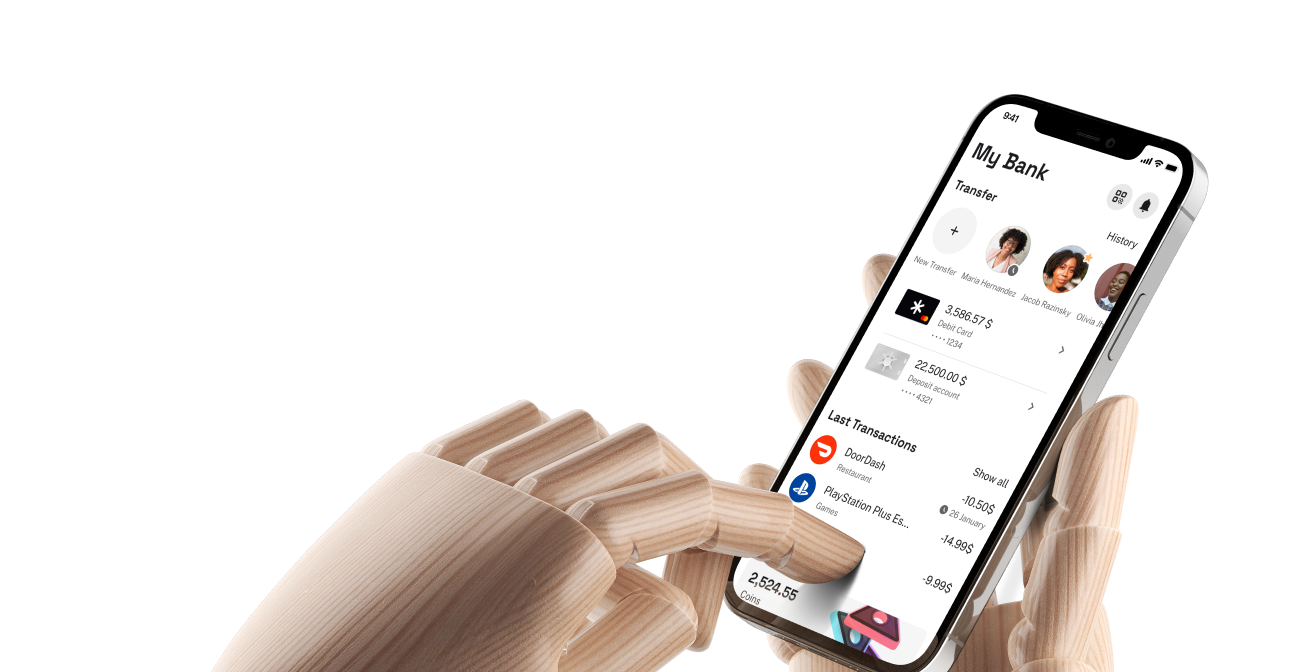 9:41
My Bank
Transfer
History
+
New Transfer
Maria Hernandez
Jacob Razinsky
Olivia
3,586.57 $
Debit Card
•••• 1234
22,500.00 $
Deposit account
•••• 4321
Last Transactions
Show all
DoorDash
-10.50$
Restaurant
26 January
PlayStation Plus Es...
-14.99$
Games
-9.99$
2,524.55
Coins